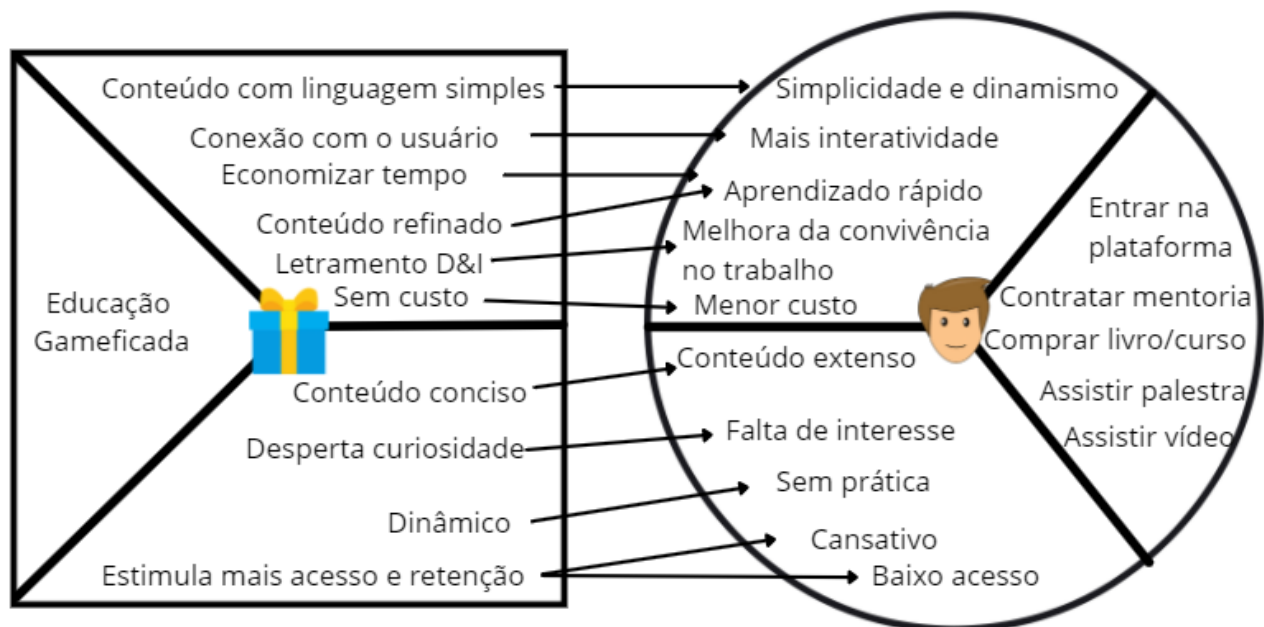 Conteúdo com linguagem simples
Conexão com o usuário
Economizar tempo
Conteúdo refinado
Letramento D&I
Sem custo
Educação
Gameficada
Conteúdo conciso
Desperta curiosidade
Dinâmico
Estimula mais acesso e retenção
Simplicidade e dinamismo
Mais interatividade
Aprendizado rápido
Melhora da convivência
no trabalho
Menor custo
Conteúdo extenso
Falta de interesse
Sem prática
Cansativo
Baixo acesso
Entrar na
plataforma
Contratar mentoria
Comprar livro/curso
Assistir palestra
Assistir vídeo